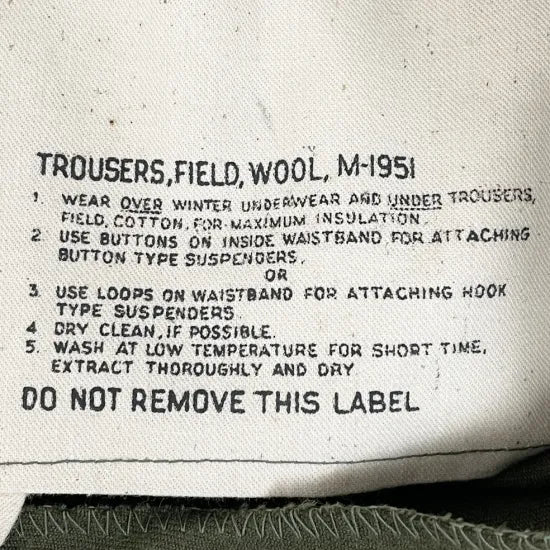 TROUSERS, FIELD, WOOL, M-1951
1. WEAR OVER WINTER UNDERWEAR AND UNDER TROUSERS,
FIELD, COTTON, FOR MAXIMUM INSULATION.
2. USE BUTTONS ON INSIDE WAISTBAND FOR ATTACHING
BUTTON TYPE SUSPENDERS.
OR
3. USE LOOPS ON WAISTBAND FOR ATTACHING HOOK
TYPE SUSPENDERS.
4 DRY CLEAN, IF POSSIBLE.
5. WASH AT LOW TEMPERATURE FOR SHORT TIME,
EXTRACT THOROUGHLY AND DRY
DO NOT REMOVE THIS LABEL